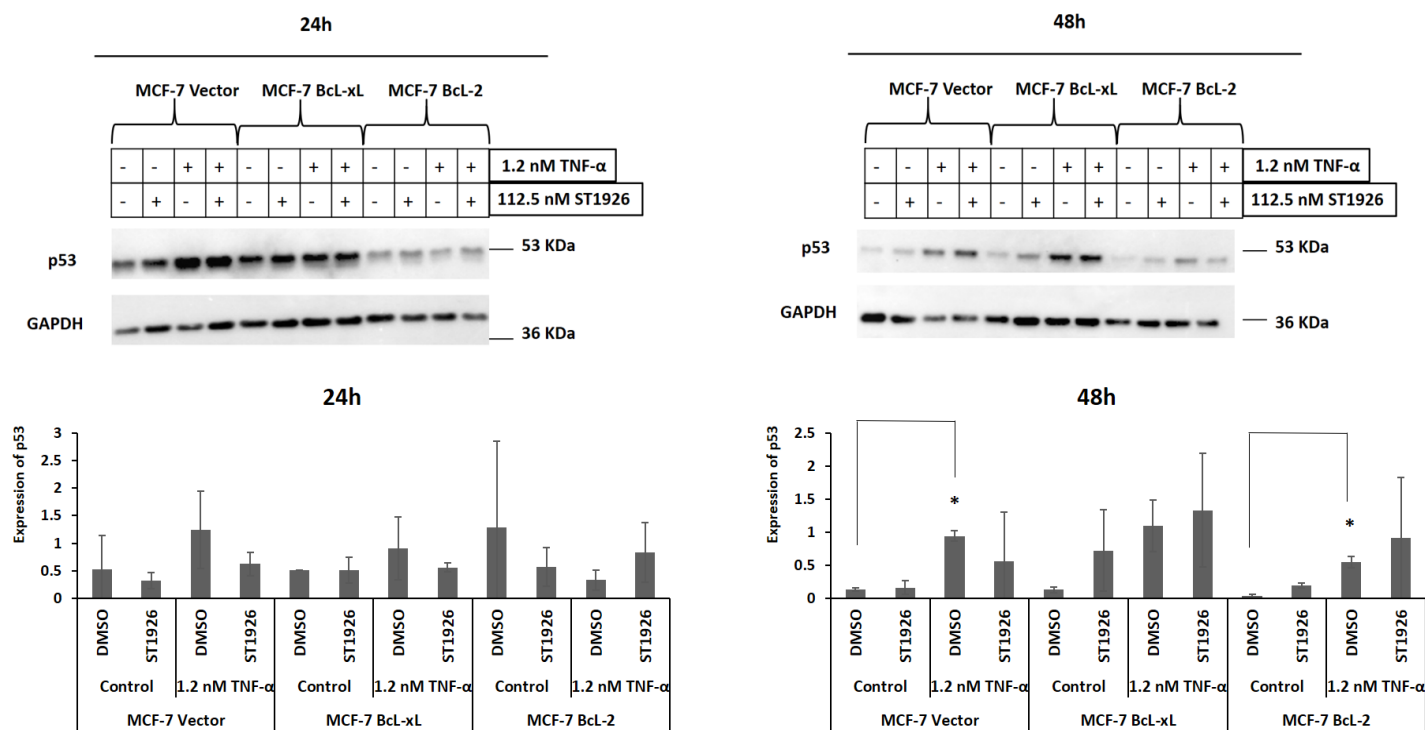 24h
MCF-7 Vector MCF-7 BcL-xL MCF-7 BcL-2
- - + + - - + + - - + + 1.2 nM TNF-α
- + - + - + - + - + - + 112.5 nM ST1926
p53 53 KDa
GAPDH 36 KDa
48h
MCF-7 Vector MCF-7 BcL-xL MCF-7 BcL-2
- - + + - - + + - - + + 1.2 nM TNF-α
- + - + - + - + - + - + 112.5 nM ST1926
p53 53 KDa
GAPDH 36 KDa
24h
Expression of p53
3
2.5
2
1.5
1
0.5
0
DMSO ST1926 DMSO ST1926 DMSO ST1926 DMSO ST1926 DMSO ST1926 DMSO ST1926
Control 1.2 nM TNF-α Control 1.2 nM TNF-α Control 1.2 nM TNF-α
MCF-7 Vector MCF-7 BcL-xL MCF-7 BcL-2
48h
Expression of p53
2.5
2
1.5
1
0.5
0
* *
DMSO ST1926 DMSO ST1926 DMSO ST1926 DMSO ST1926 DMSO ST1926 DMSO ST1926
Control 1.2 nM TNF-α Control 1.2 nM TNF-α Control 1.2 nM TNF-α
MCF-7 Vector MCF-7 BcL-xL MCF-7 BcL-2